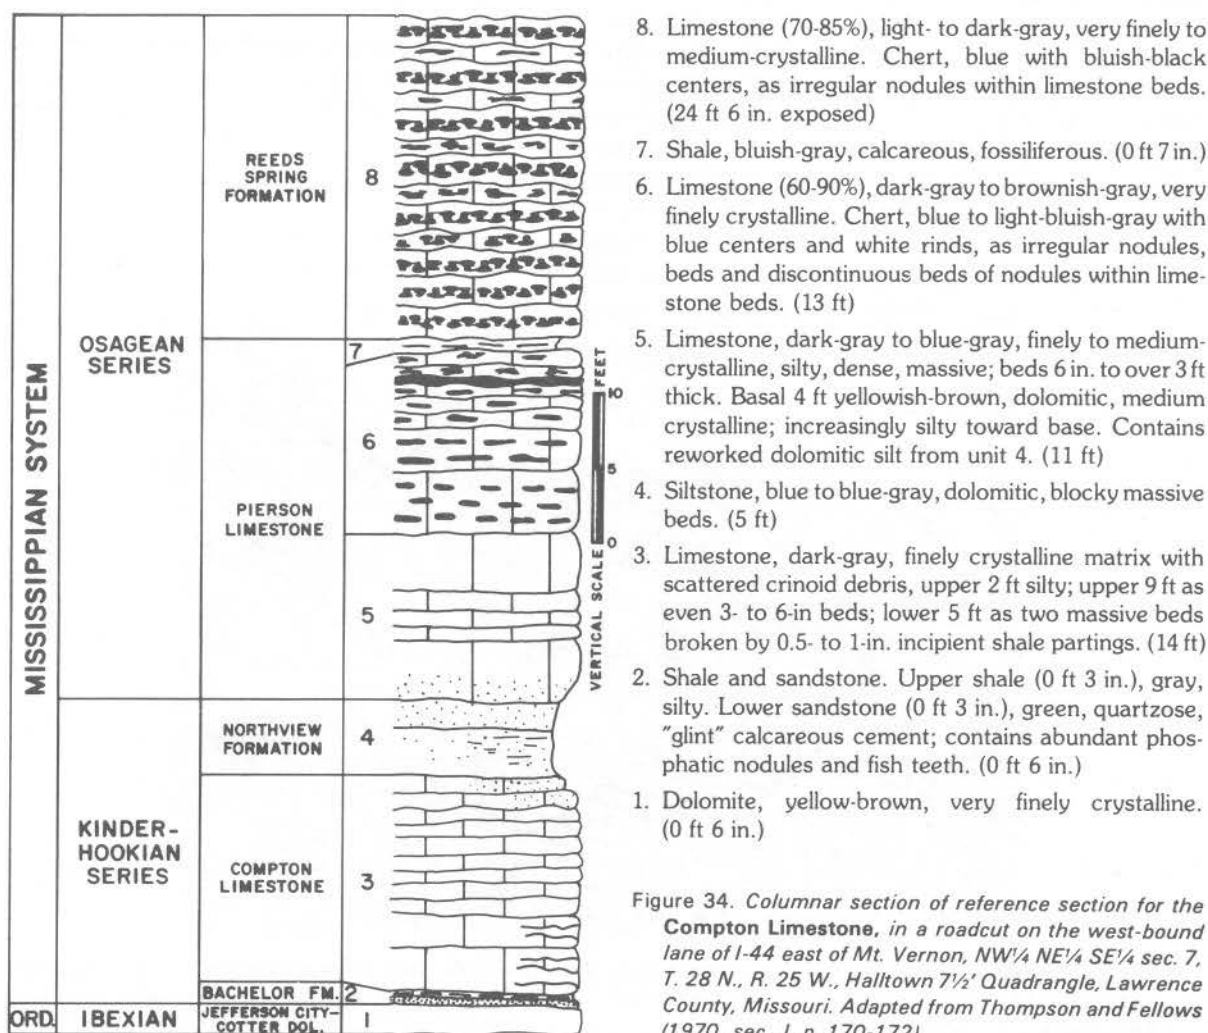 MISSISSIPPIAN SYSTEM
OSAGEAN
SERIES
REEDS
SPRING
FORMATION
8
7
PIERSON
LIMESTONE
6
5
KINDER-
HOOKIAN
SERIES
NORTHVIEW
FORMATION
4
COMPTON
LIMESTONE
3
BACHELOR FM.
2
ORD.
IBEXIAN
JEFFERSON CITY-
COTTER DOL.
1
VERTICAL SCALE
FEET
10
5
0
8. Limestone (70-85%), light- to dark-gray, very finely to
medium-crystalline. Chert, blue with bluish-black
centers, as irregular nodules within limestone beds.
(24 ft 6 in. exposed)
7. Shale, bluish-gray, calcareous, fossiliferous. (0 ft 7 in.)
6. Limestone (60-90%), dark-gray to brownish-gray, very
finely crystalline. Chert, blue to light-bluish-gray with
blue centers and white rinds, as irregular nodules,
beds and discontinuous beds of nodules within lime-
stone beds. (13 ft)
5. Limestone, dark-gray to blue-gray, finely to medium-
crystalline, silty, dense, massive; beds 6 in. to over 3 ft
thick. Basal 4 ft yellowish-brown, dolomitic, medium
crystalline; increasingly silty toward base. Contains
reworked dolomitic silt from unit 4. (11 ft)
4. Siltstone, blue to blue-gray, dolomitic, blocky massive
beds. (5 ft)
3. Limestone, dark-gray, finely crystalline matrix with
scattered crinoid debris, upper 2 ft silty; upper 9 ft as
even 3- to 6-in beds; lower 5 ft as two massive beds
broken by 0.5- to 1-in. incipient shale partings. (14 ft)
2. Shale and sandstone. Upper shale (0 ft 3 in.), gray,
silty. Lower sandstone (0 ft 3 in.), green, quartzose,
"glint" calcareous cement; contains abundant phos-
phatic nodules and fish teeth. (0 ft 6 in.)
1. Dolomite, yellow-brown, very finely crystalline.
(0 ft 6 in.)
Figure 34. Columnar section of reference section for the
Compton Limestone, in a roadcut on the west-bound
lane of I-44 east of Mt. Vernon, NW¼ NE¼ SE¼ sec. 7,
T. 28 N., R. 25 W., Halltown 7½' Quadrangle, Lawrence
County, Missouri. Adapted from Thompson and Fellows
(1970, sec. L, p. 170-172)